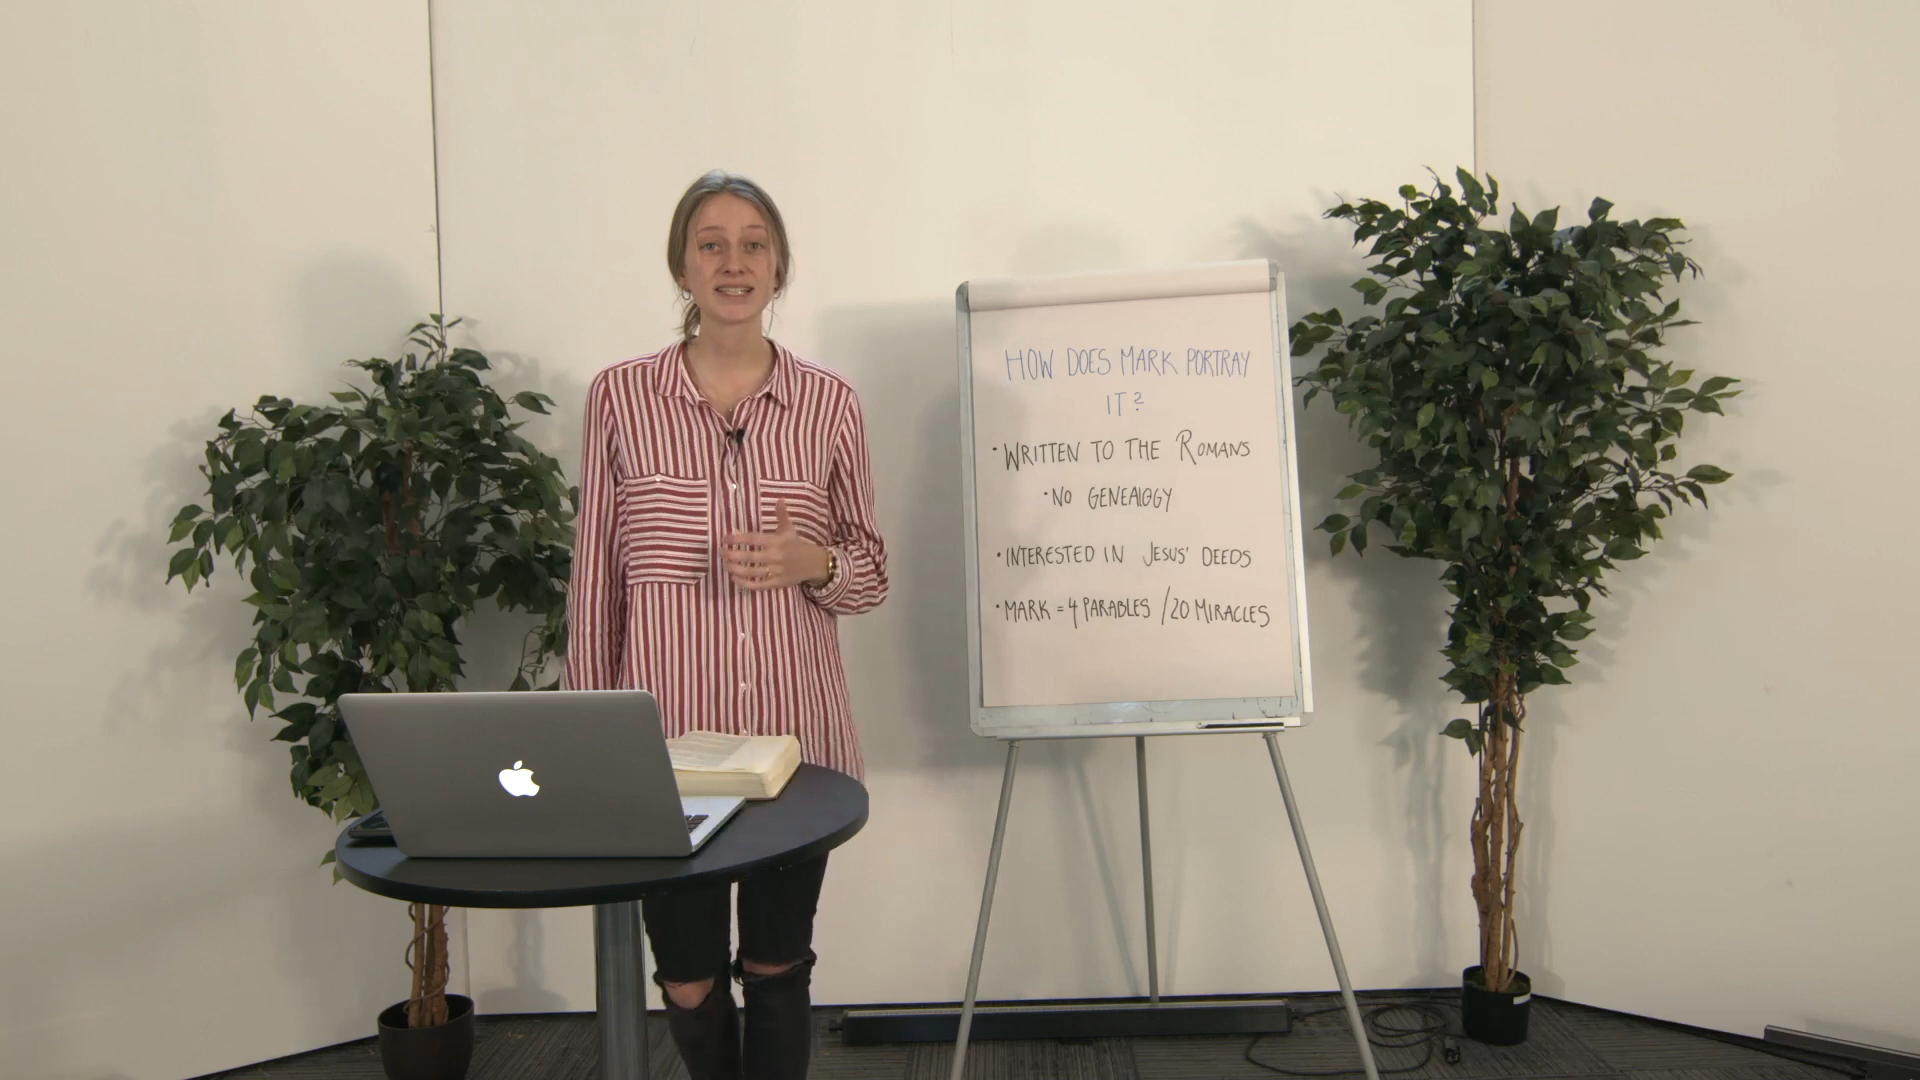 HOW DOES MARK PORTRAY
IT?
• WRITTEN TO THE ROMANS
• NO GENEALOGY
• INTERESTED IN JESUS' DEEDS
• MARK = 4 PARABLES / 20 MIRACLES